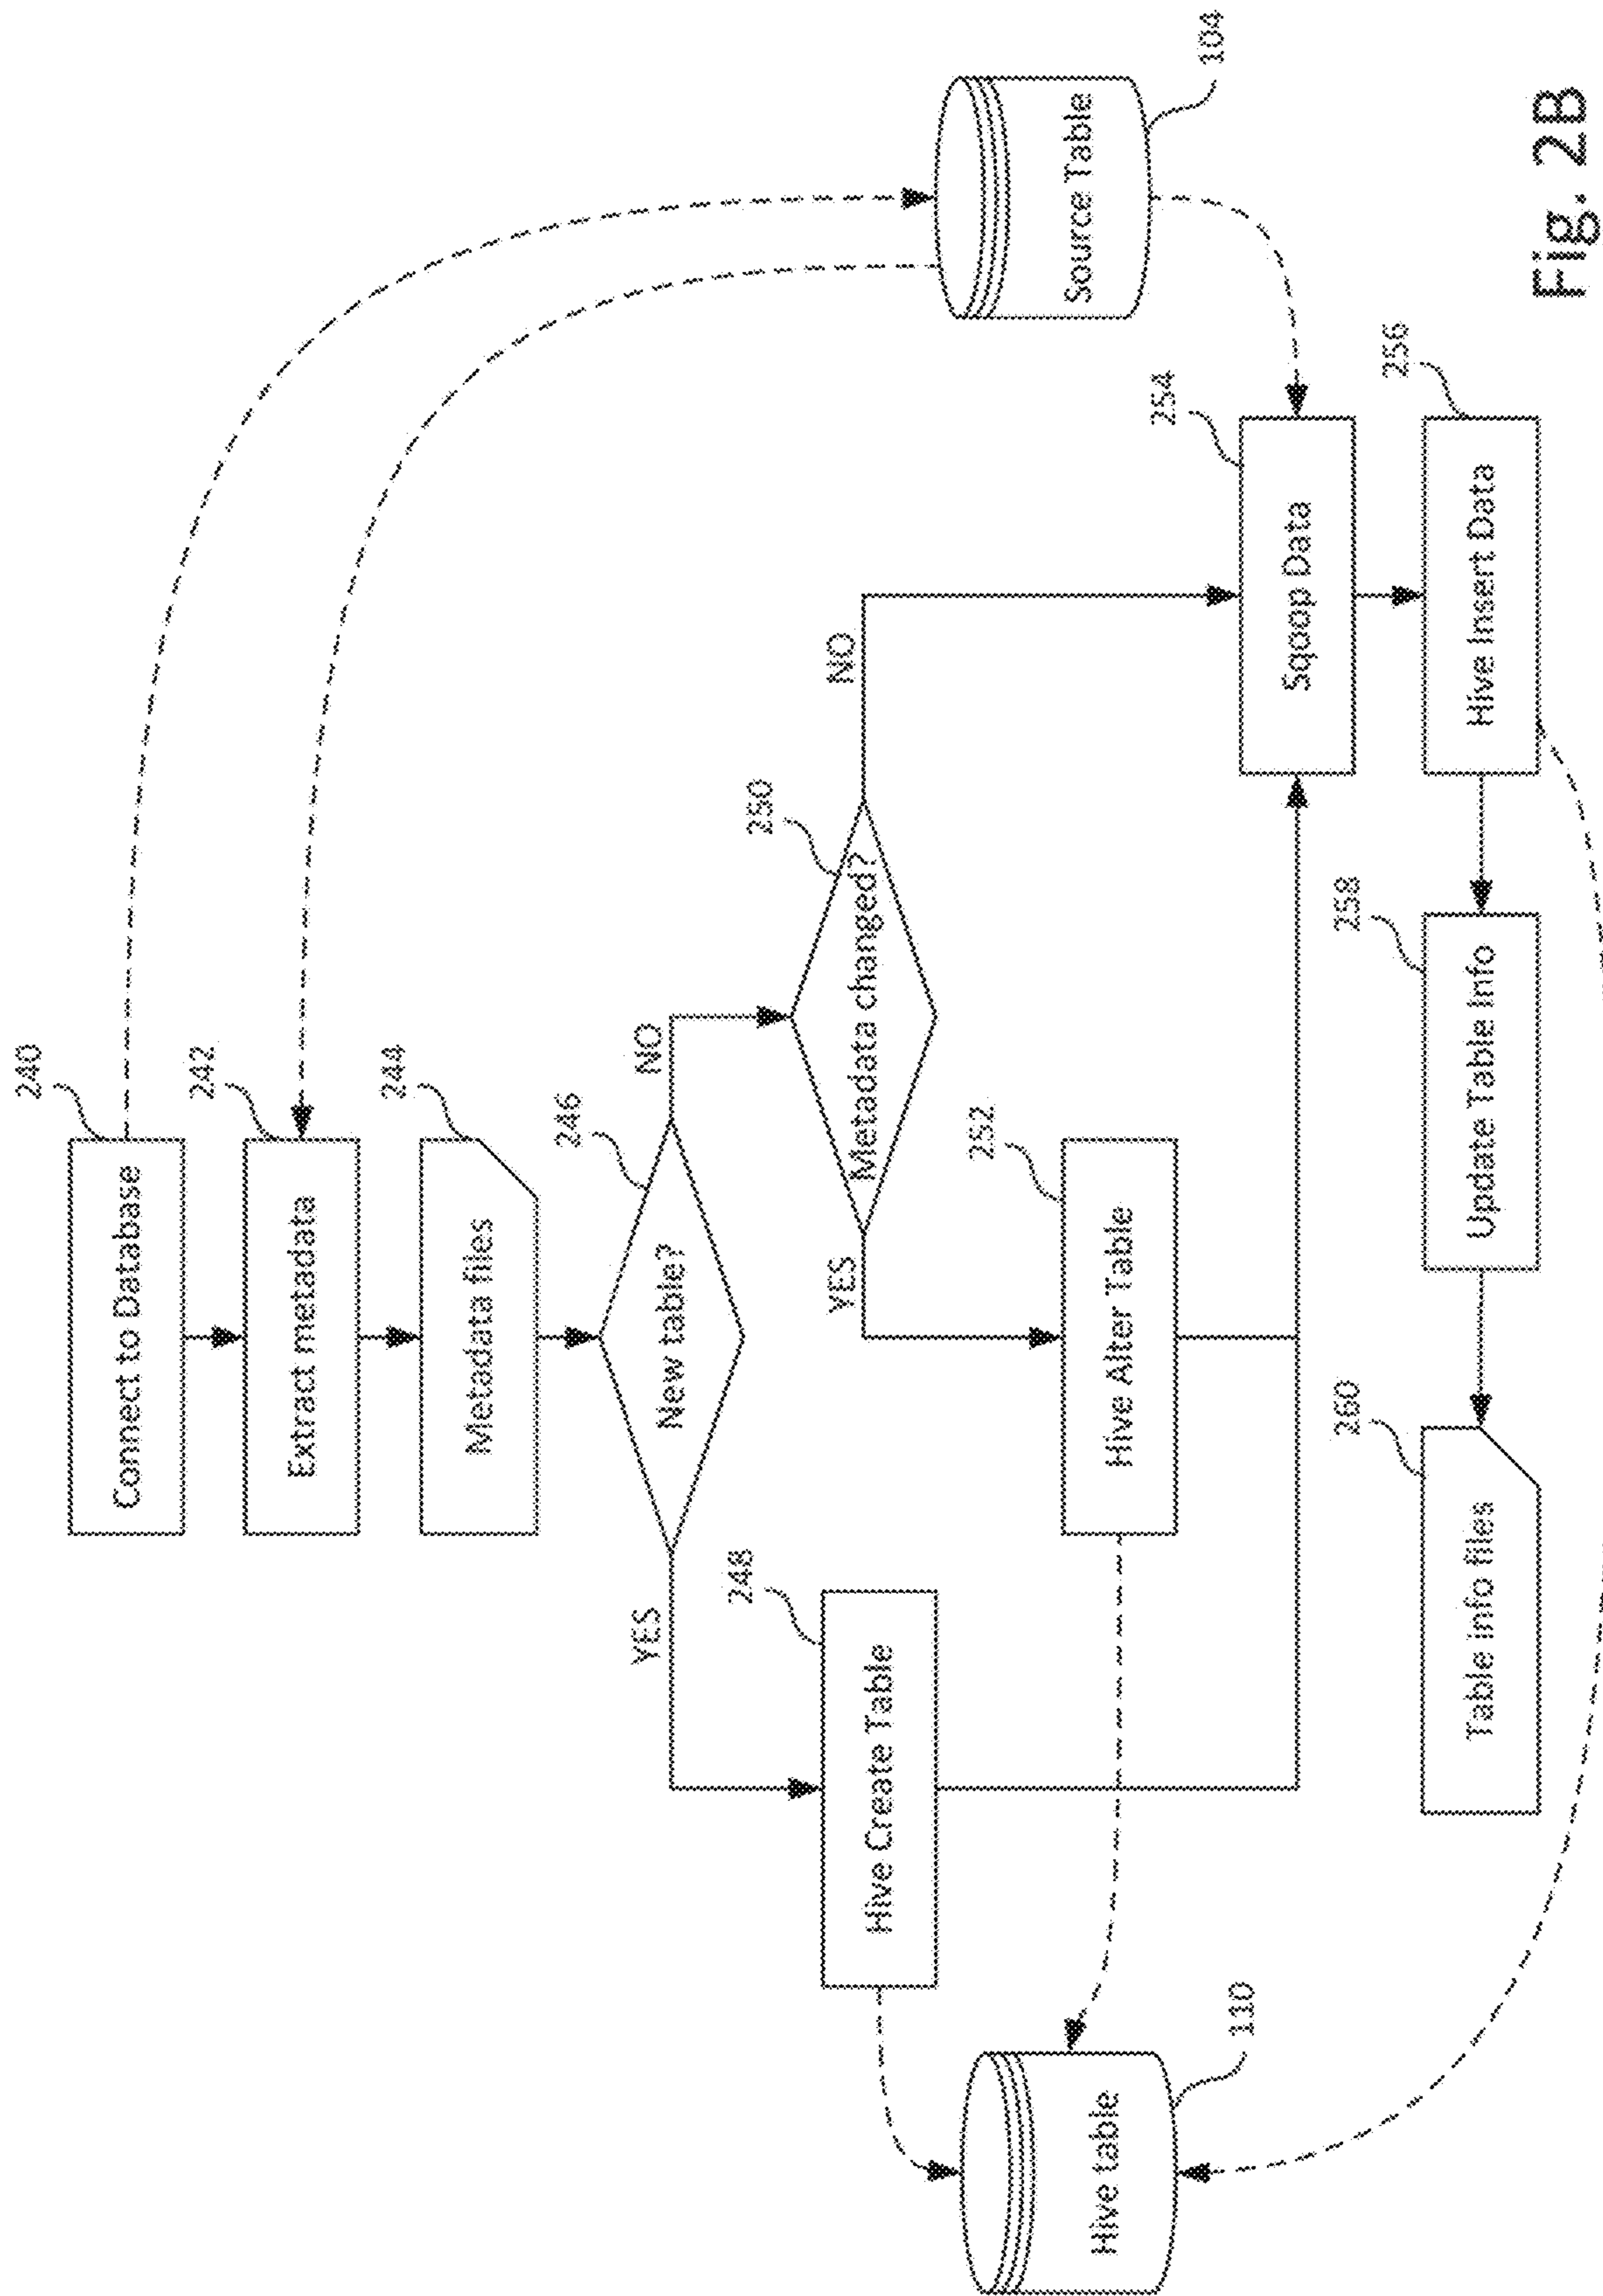 240
Connect to Database
242
Extract metadata
244
Metadata files
246
New table?
YES
NO
248
Hive Create Table
250
Metadata changed?
YES
NO
252
Hive Alter Table
Source Table
104
Hive table
110
254
Sqoop Data
256
Hive Insert Data
258
Update Table Info
260
Table info files
Fig. 2B